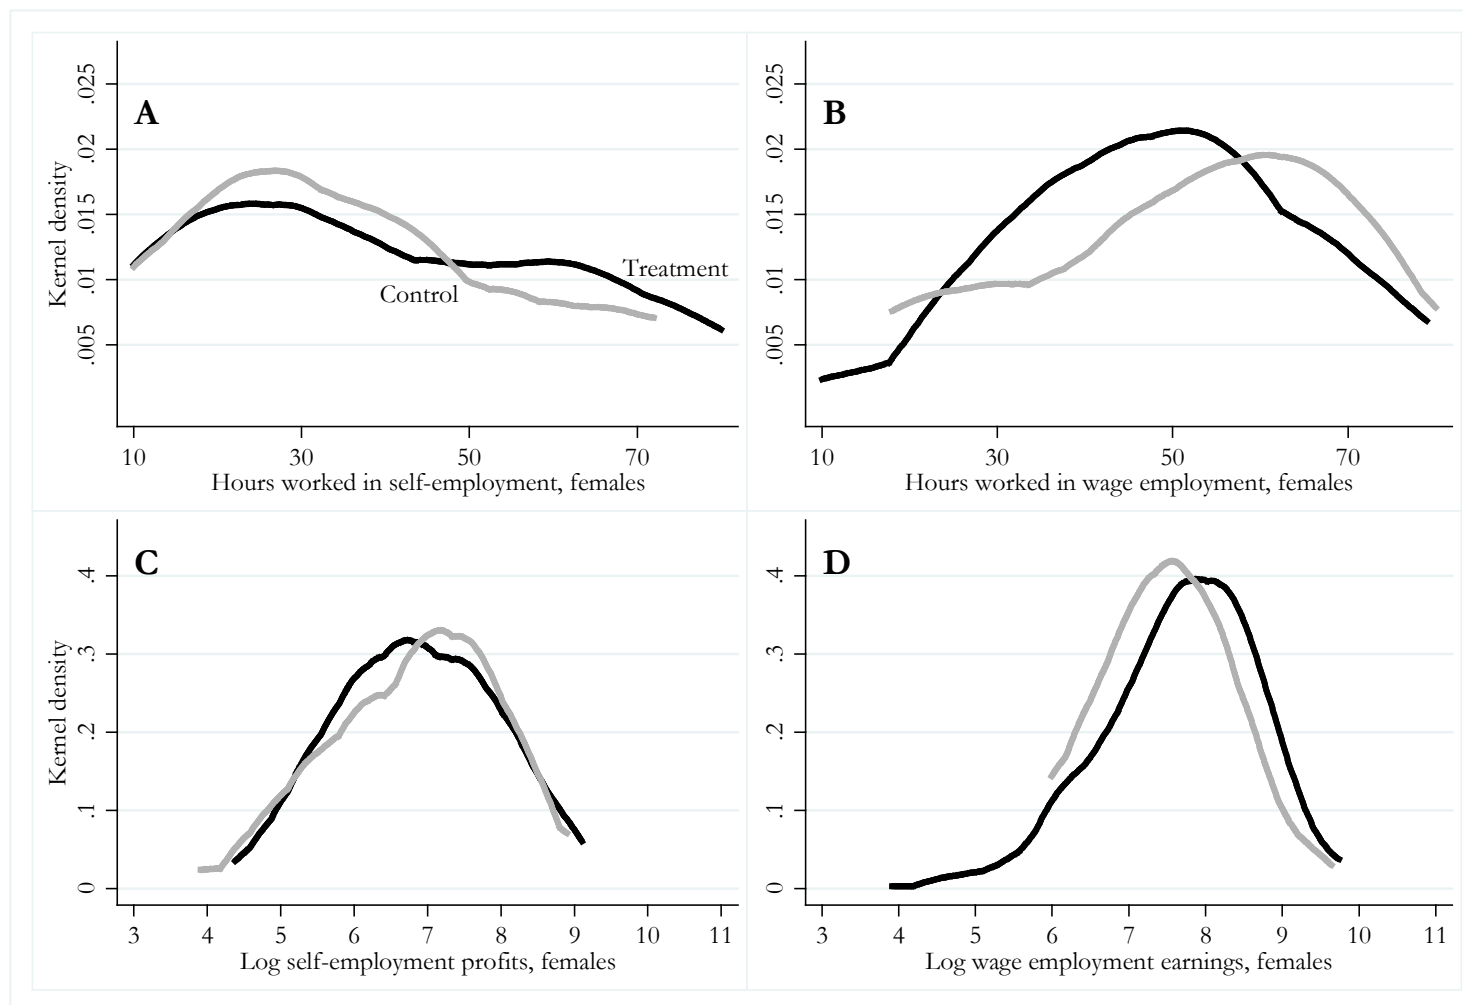 A
B
Kernel density
.025
.02
.015
.01
.005
Treatment
Control
10 30 50 70
Hours worked in self-employment, females
.025
.02
.015
.01
.005
10 30 50 70
Hours worked in wage employment, females
C
D
Kernel density
.4
.3
.2
.1
0
3 4 5 6 7 8 9 10 11
Log self-employment profits, females
.4
.3
.2
.1
0
3 4 5 6 7 8 9 10 11
Log wage employment earnings, females